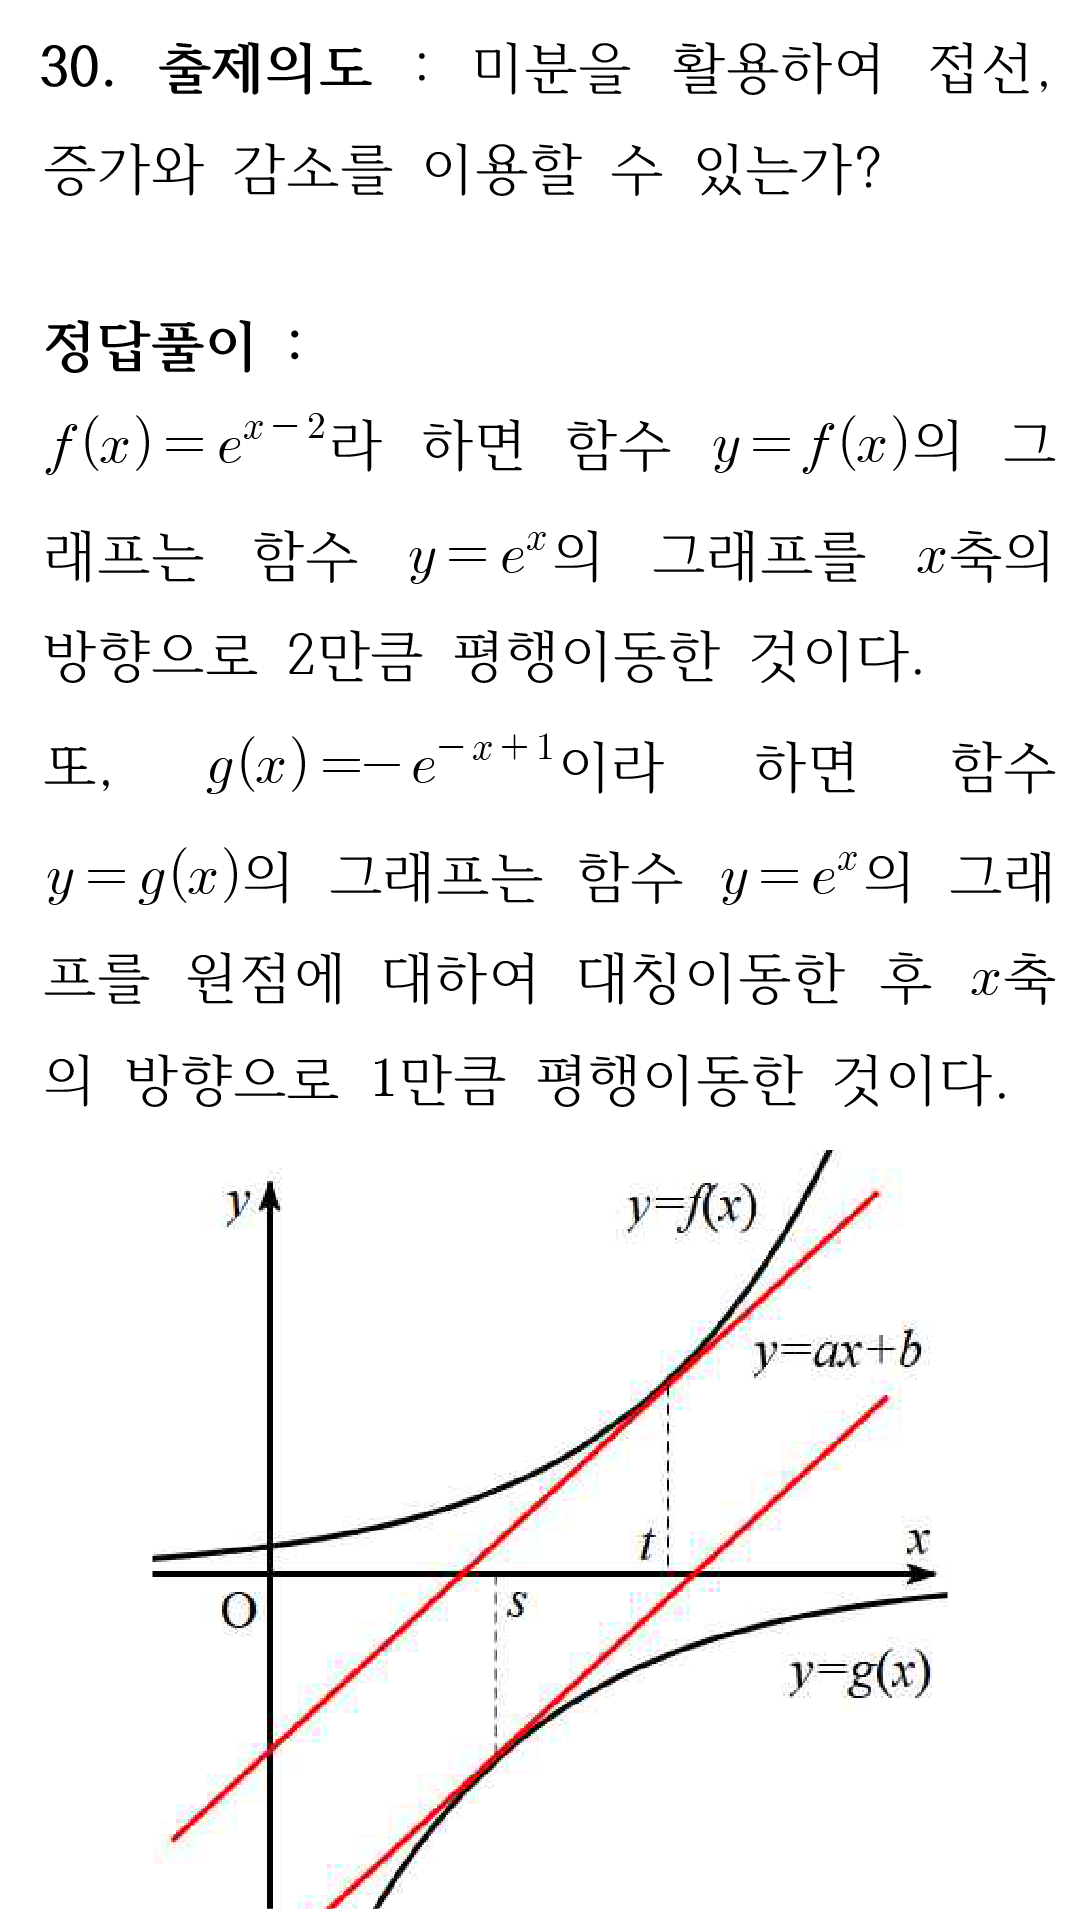 30. 출제의도 : 미분을 활용하여 접선,
증가와 감소를 이용할 수 있는가?
정답풀이 :
f(x)=e^{x-2}라 하면 함수 y=f(x)의 그
래프는 함수 y=e^x의 그래프를 x축의
방향으로 2만큼 평행이동한 것이다.
또, g(x)=-e^{-x+1}이라 하면 함수
y=g(x)의 그래프는 함수 y=e^x의 그래
프를 원점에 대하여 대칭이동한 후 x축
의 방향으로 1만큼 평행이동한 것이다.
y
y=f(x)
y=ax+b
t
x
O
s
y=g(x)